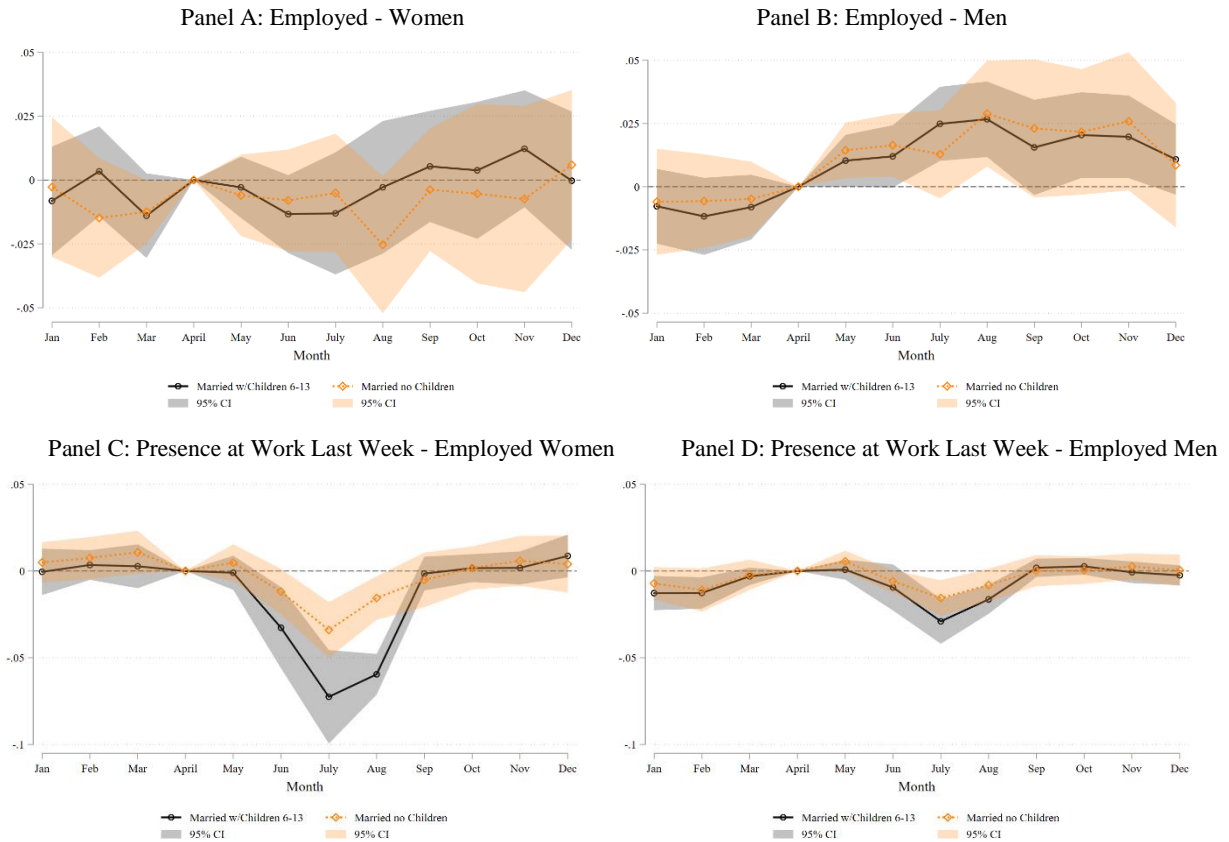 Panel A: Employed - Women
.05
.025
0
-.025
-.05
Jan Feb Mar April May Jun July Aug Sep Oct Nov Dec
Month
Married w/Children 6-13 Married no Children
95% CI 95% CI
Panel B: Employed - Men
.05
.025
0
-.025
-.05
Jan Feb Mar April May Jun July Aug Sep Oct Nov Dec
Month
Married w/Children 6-13 Married no Children
95% CI 95% CI
Panel C: Presence at Work Last Week - Employed Women
.05
0
-.05
-.1
Jan Feb Mar April May Jun July Aug Sep Oct Nov Dec
Month
Married w/Children 6-13 Married no Children
95% CI 95% CI
Panel D: Presence at Work Last Week - Employed Men
.05
0
-.05
-.1
Jan Feb Mar April May Jun July Aug Sep Oct Nov Dec
Month
Married w/Children 6-13 Married no Children
95% CI 95% CI